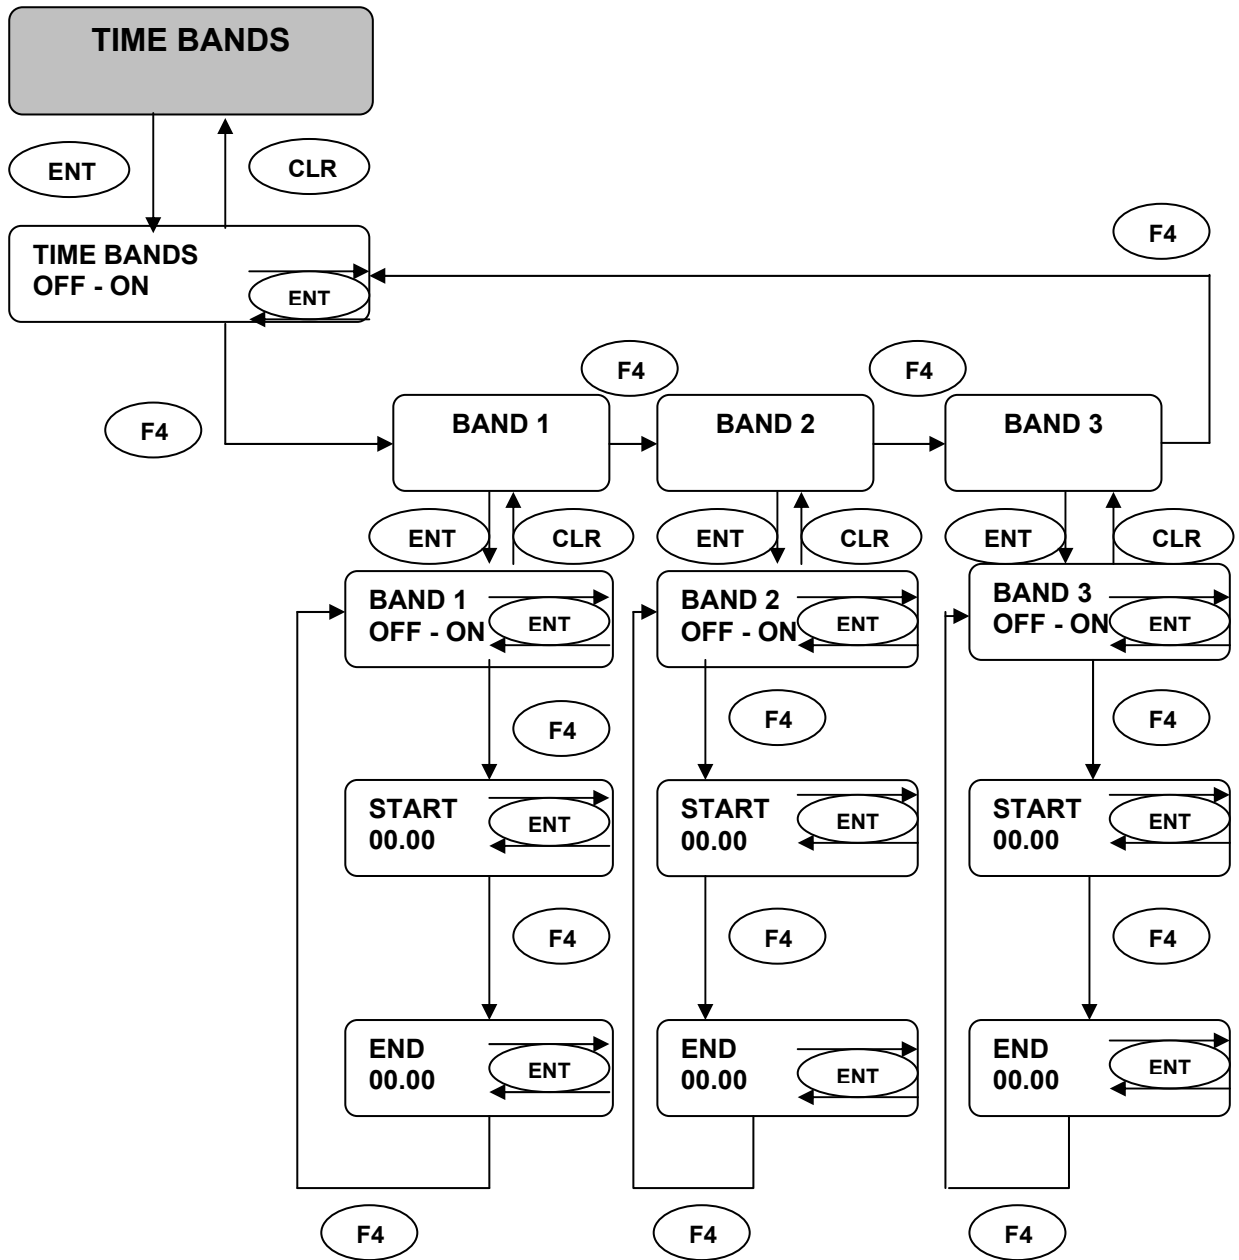 TIME BANDS
ENT
CLR
TIME BANDS
OFF - ON
ENT
F4
F4
F4
F4
BAND 1
BAND 2
BAND 3
ENT
CLR
ENT
CLR
ENT
CLR
BAND 1
OFF - ON
ENT
BAND 2
OFF - ON
ENT
BAND 3
OFF - ON
ENT
F4
F4
F4
START
00.00
ENT
START
00.00
ENT
START
00.00
ENT
F4
F4
F4
END
00.00
ENT
END
00.00
ENT
END
00.00
ENT
F4
F4
F4